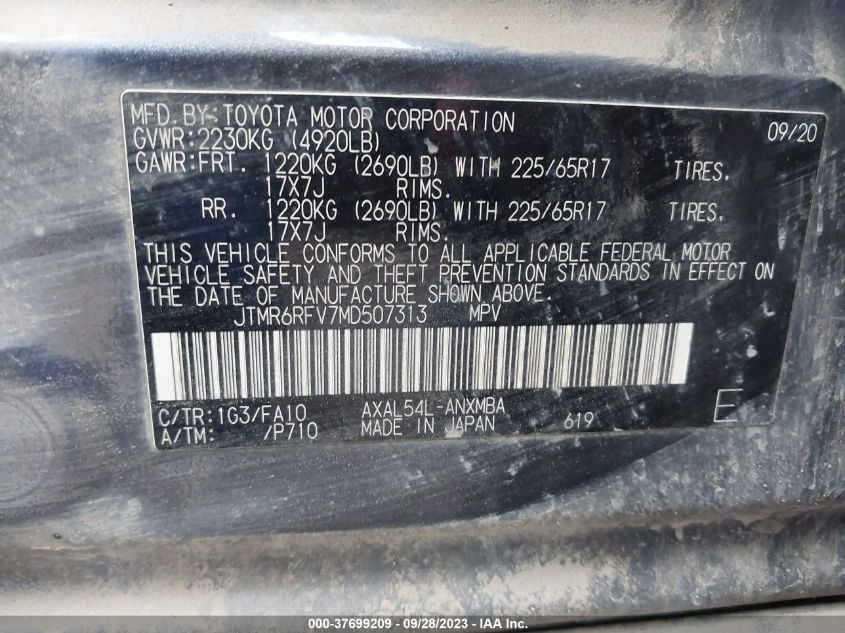 MFD.BY:TOYOTA MOTOR CORPORATION 09/20
GVWR:2230KG (4920LB)
GAWR:FRT. 1220KG (2690LB) WITH 225/65R17 TIRES.
17X7J RIMS.
RR. 1220KG (2690LB) WITH 225/65R17 TIRES.
17X7J RIMS.
THIS VEHICLE CONFORMS TO ALL APPLICABLE FEDERAL MOTOR
VEHICLE SAFETY AND THEFT PREVENTION STANDARDS IN EFFECT ON
THE DATE OF MANUFACTURE SHOWN ABOVE.
JTMR6RFV7MD507313 MPV
C/TR:1G3/FA10 AXAL54L-ANXMBA
A/TM: /P710 MADE IN JAPAN 619 E
000-37699209 - 09/28/2023 - IAA Inc.